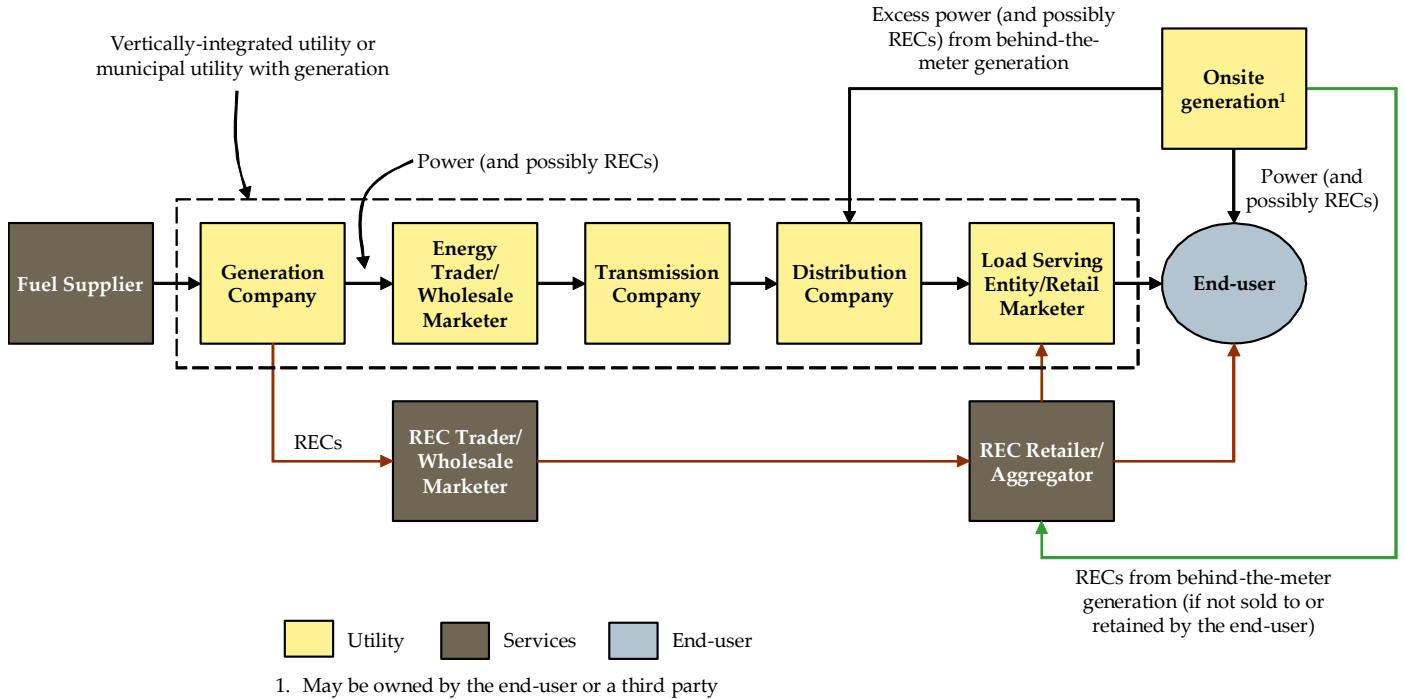 Vertically-integrated utility or
municipal utility with generation
Excess power (and possibly
RECs) from behind-the-
meter generation
Onsite
generation¹
Power (and possibly RECs)
Power (and
possibly RECs)
Fuel Supplier
Generation
Company
Energy
Trader/
Wholesale
Marketer
Transmission
Company
Distribution
Company
Load Serving
Entity/Retail
Marketer
End-user
RECs
REC Trader/
Wholesale
Marketer
REC Retailer/
Aggregator
RECs from behind-the-meter
generation (if not sold to or
retained by the end-user)
Utility
Services
End-user
1. May be owned by the end-user or a third party